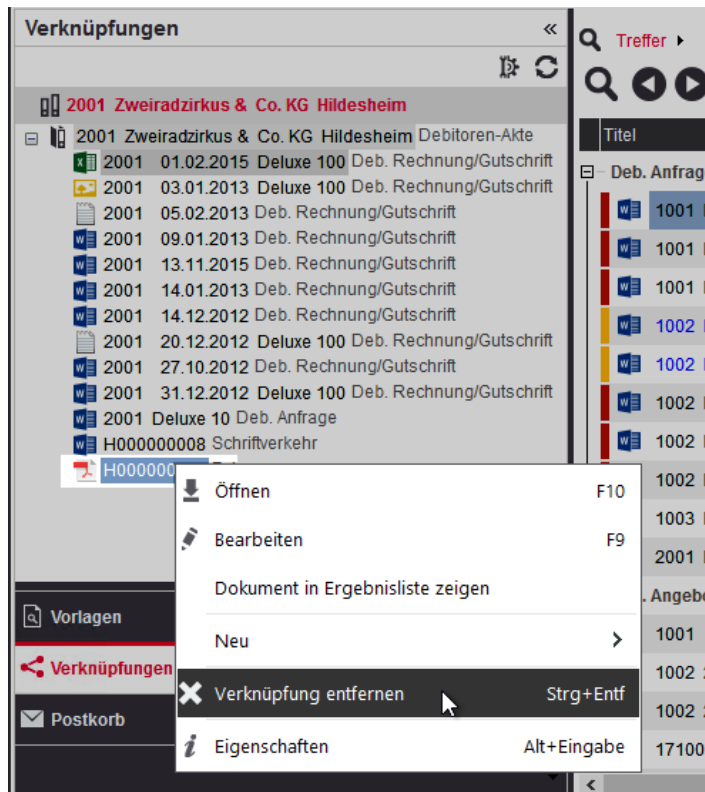 Verknüpfungen «
2001 Zweiradzirkus & Co. KG Hildesheim
2001 Zweiradzirkus & Co. KG Hildesheim Debitoren-Akte
2001 01.02.2015 Deluxe 100 Deb. Rechnung/Gutschrift
2001 03.01.2013 Deluxe 100 Deb. Rechnung/Gutschrift
2001 05.02.2013 Deb. Rechnung/Gutschrift
2001 09.01.2013 Deb. Rechnung/Gutschrift
2001 13.11.2015 Deb. Rechnung/Gutschrift
2001 14.01.2013 Deb. Rechnung/Gutschrift
2001 14.12.2012 Deb. Rechnung/Gutschrift
2001 20.12.2012 Deluxe 100 Deb. Rechnung/Gutschrift
2001 27.10.2012 Deb. Rechnung/Gutschrift
2001 31.12.2012 Deluxe 100 Deb. Rechnung/Gutschrift
2001 Deluxe 10 Deb. Anfrage
H000000008 Schriftverkehr
H000000
Öffnen F10
Bearbeiten F9
Dokument in Ergebnisliste zeigen
Neu
Verknüpfung entfernen Strg+Entf
Eigenschaften Alt+Eingabe
Vorlagen
Verknüpfungen
Postkorb
Treffer
Titel
Deb. Anfrag
1001
1001
1001
1002
1002
1002
1002
1002
1003
2001
. Angeb
1001
1002 2
1002 2
17100